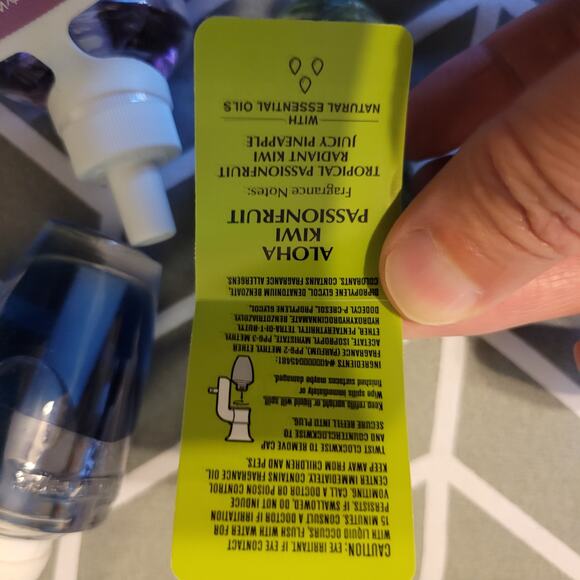 CAUTION: EYE IRRITANT. IF EYE CONTACT
WITH LIQUID OCCURS, FLUSH WITH WATER FOR
15 MINUTES. CONSULT A DOCTOR IF IRRITATION
PERSISTS. IF SWALLOWED, DO NOT INDUCE
VOMITING. CALL A DOCTOR OR POISON CONTROL
CENTER IMMEDIATELY. CONTAINS FRAGRANCE OIL.
KEEP AWAY FROM CHILDREN AND PETS.
TWIST CLOCKWISE TO REMOVE CAP
AND COUNTERCLOCKWISE TO
SECURE REFILL INTO PLUG.
Keep refills upright or liquid will spill.
Wipe spills immediately or
finished surfaces maybe damaged.
INGREDIENTS
FRAGRANCE (PARFUM), PPG-2 METHYL ETHER
ACETATE, ISOPROPYL MYRISTATE, PPG-3 METHYL
ETHER, PENTAERYTHRITYL TETRA-DI-T-BUTYL
HYDROXYHYDROCINNAMATE, BENZOTRIAZOLYL
DODECYL P-CRESOL, PROPYLENE GLYCOL,
DIPROPYLENE GLYCOL, DENATONIUM BENZOATE,
COLORANTS. CONTAINS FRAGRANCE ALLERGENS.
ALOHA
KIWI
PASSIONFRUIT
Fragrance Notes:
TROPICAL PASSIONFRUIT
RADIANT KIWI
JUICY PINEAPPLE
WITH
NATURAL ESSENTIAL OILS